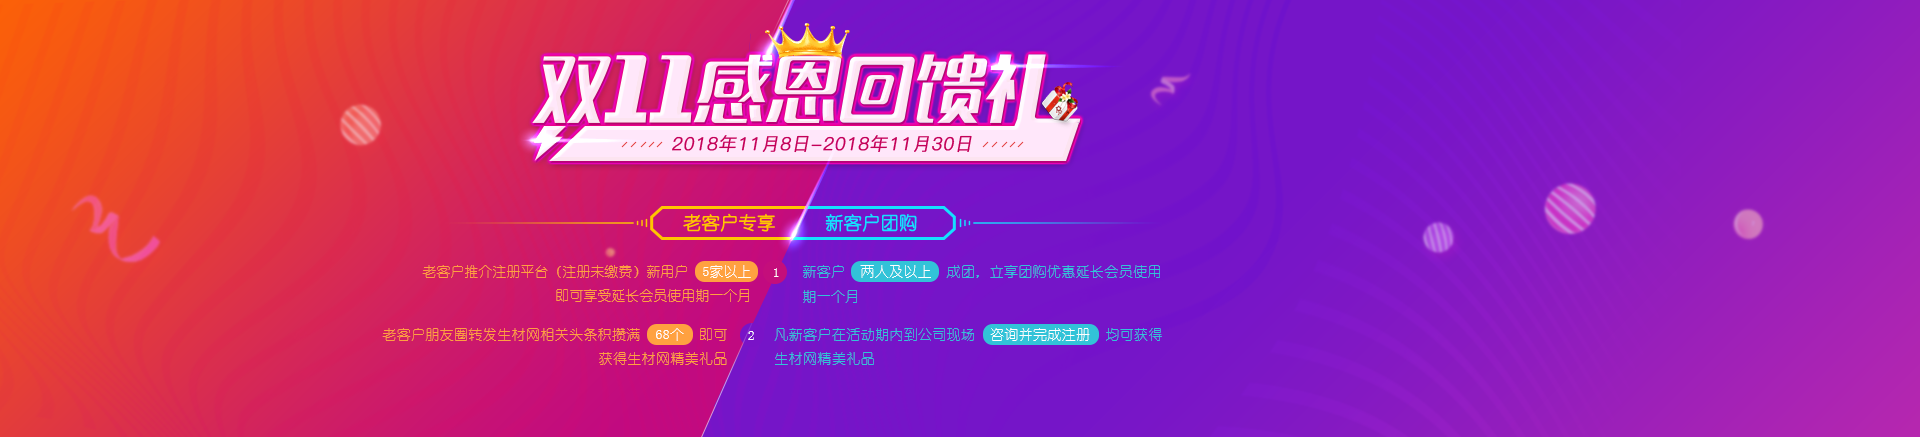 双11感恩回馈礼
2018年11月8日-2018年11月30日
老客户专享 新客户团购
老客户推介注册平台（注册未缴费）新用户 5家以上
即可享受延长会员使用期一个月
1
新客户 两人及以上 成团，立享团购优惠延长会员使用
期一个月
老客户朋友圈转发生材网相关头条积攒满 68个 即可
获得生材网精美礼品
2
凡新客户在活动期内到公司现场 咨询并完成注册 均可获得
生材网精美礼品